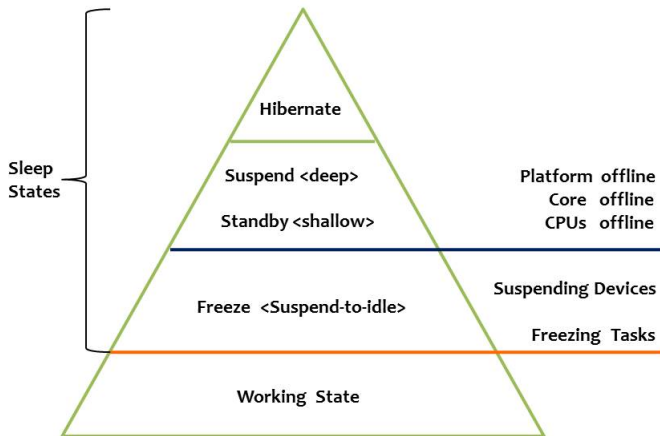 Hibernate
Sleep
States
Suspend <deep>
Standby <shallow>
Platform offline
Core offline
CPUs offline
Freeze <Suspend-to-idle>
Suspending Devices
Freezing Tasks
Working State